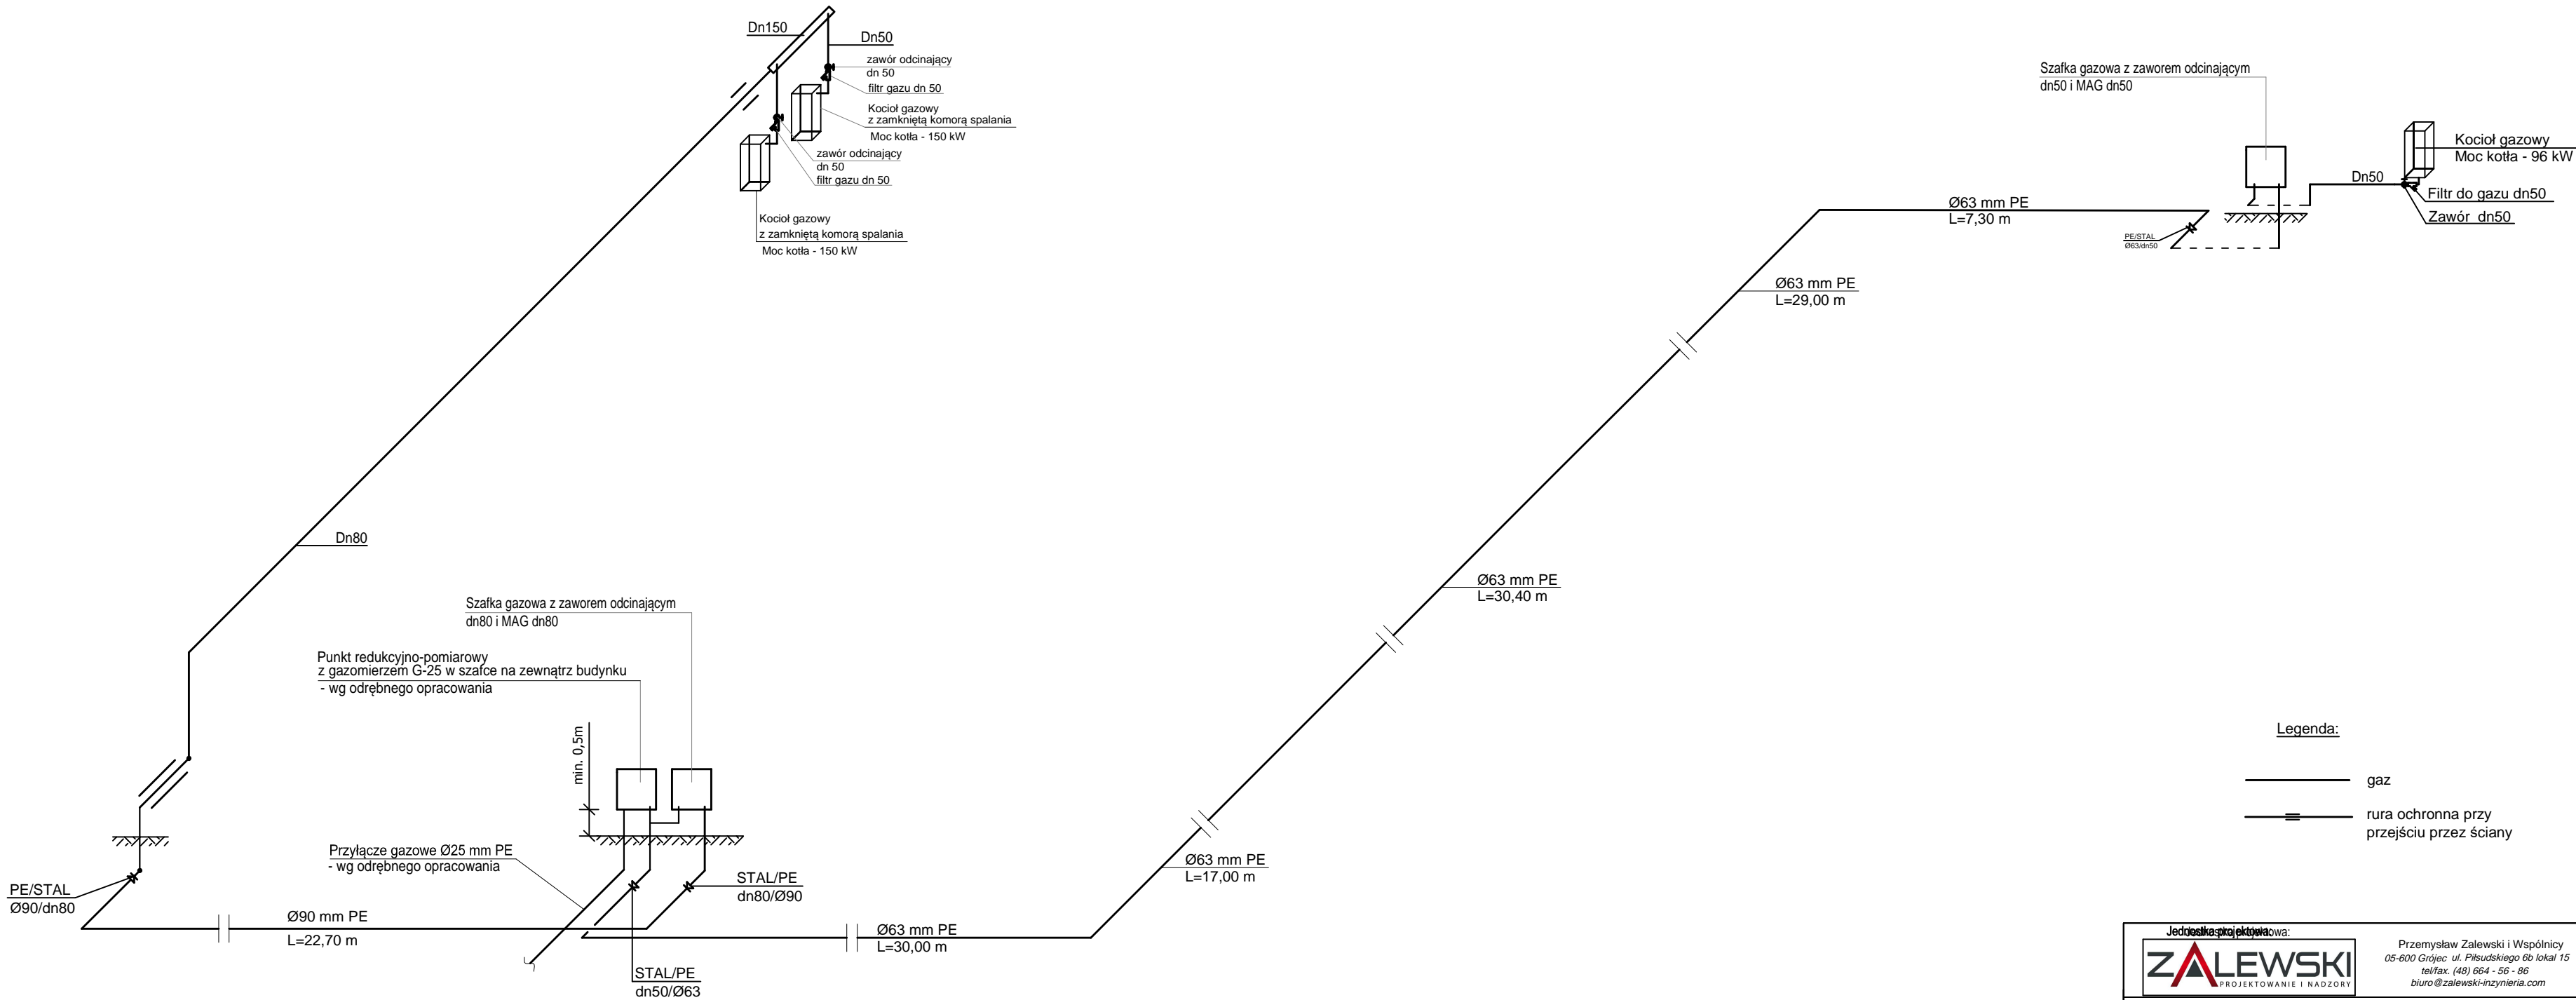 Dn150
Dn50
zawór odcinający
dn 50
filtr gazu dn 50
Kocioł gazowy
z zamkniętą komorą spalania
Moc kotła - 150 kW
zawór odcinający
dn 50
filtr gazu dn 50
Kocioł gazowy
z zamkniętą komorą spalania
Moc kotła - 150 kW
Szafka gazowa z zaworem odcinającym
dn50 i MAG dn50
Kocioł gazowy
Moc kotła - 96 kW
Dn50
Filtr do gazu dn50
Zawór dn50
Ø63 mm PE
L=7,30 m
PE/STAL
Ø63/dn50
Ø63 mm PE
L=29,00 m
Dn80
Ø63 mm PE
L=30,40 m
Szafka gazowa z zaworem odcinającym
dn80 i MAG dn80
Punkt redukcyjno-pomiarowy
z gazomierzem G-25 w szafce na zewnątrz budynku
- wg odrębnego opracowania
min. 0,5m
Legenda:
gaz
rura ochronna przy
przejściu przez ściany
Przyłącze gazowe Ø25 mm PE
- wg odrębnego opracowania
Ø63 mm PE
L=17,00 m
PE/STAL
Ø90/dn80
STAL/PE
dn80/Ø90
Ø90 mm PE
L=22,70 m
Ø63 mm PE
L=30,00 m
STAL/PE
dn50/Ø63
Jednostka projektowa:
ZALEWSKI
PROJEKTOWANIE I NADZORY
Przemysław Zalewski i Wspólnicy
05-600 Grójec ul. Piłsudskiego 6b lokal 15
tel/fax. (48) 664 - 56 - 86
biuro@zalewski-inzynieria.com